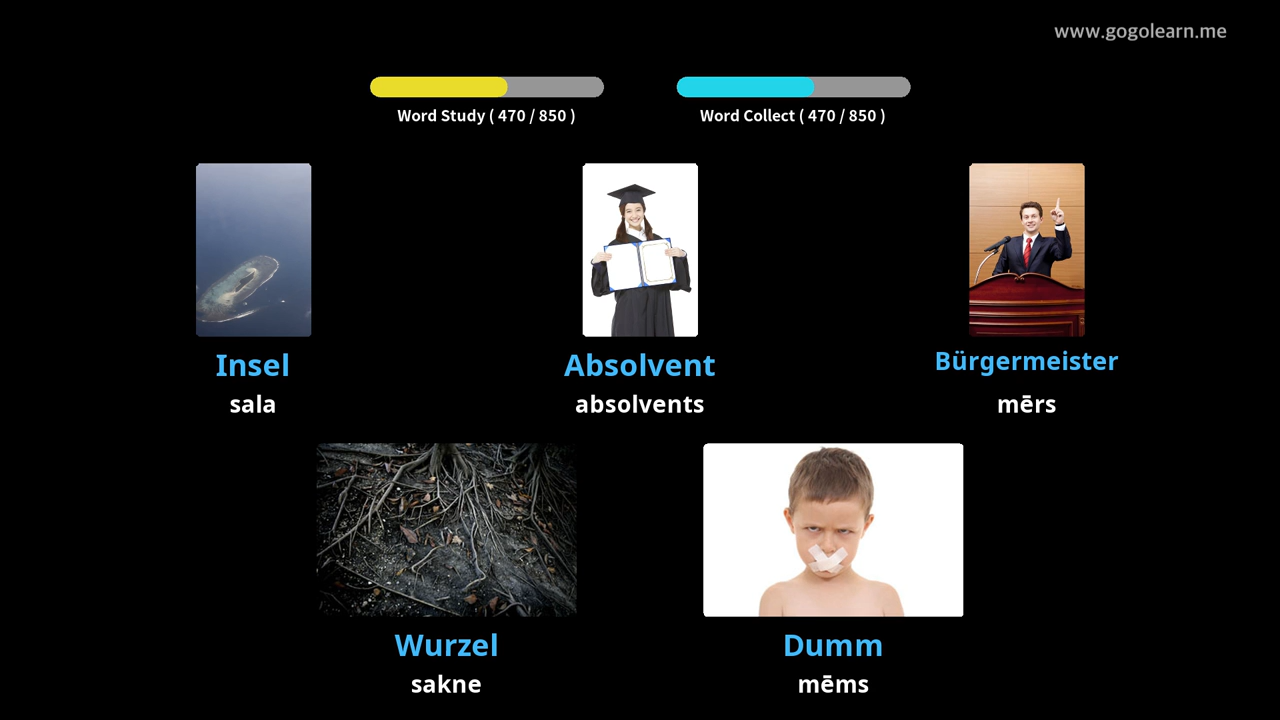 www.gogolearn.me
Word Study ( 470 / 850 )
Word Collect ( 470 / 850 )
Insel
sala
Absolvent
absolvents
Bürgermeister
mērs
Wurzel
sakne
Dumm
mēms